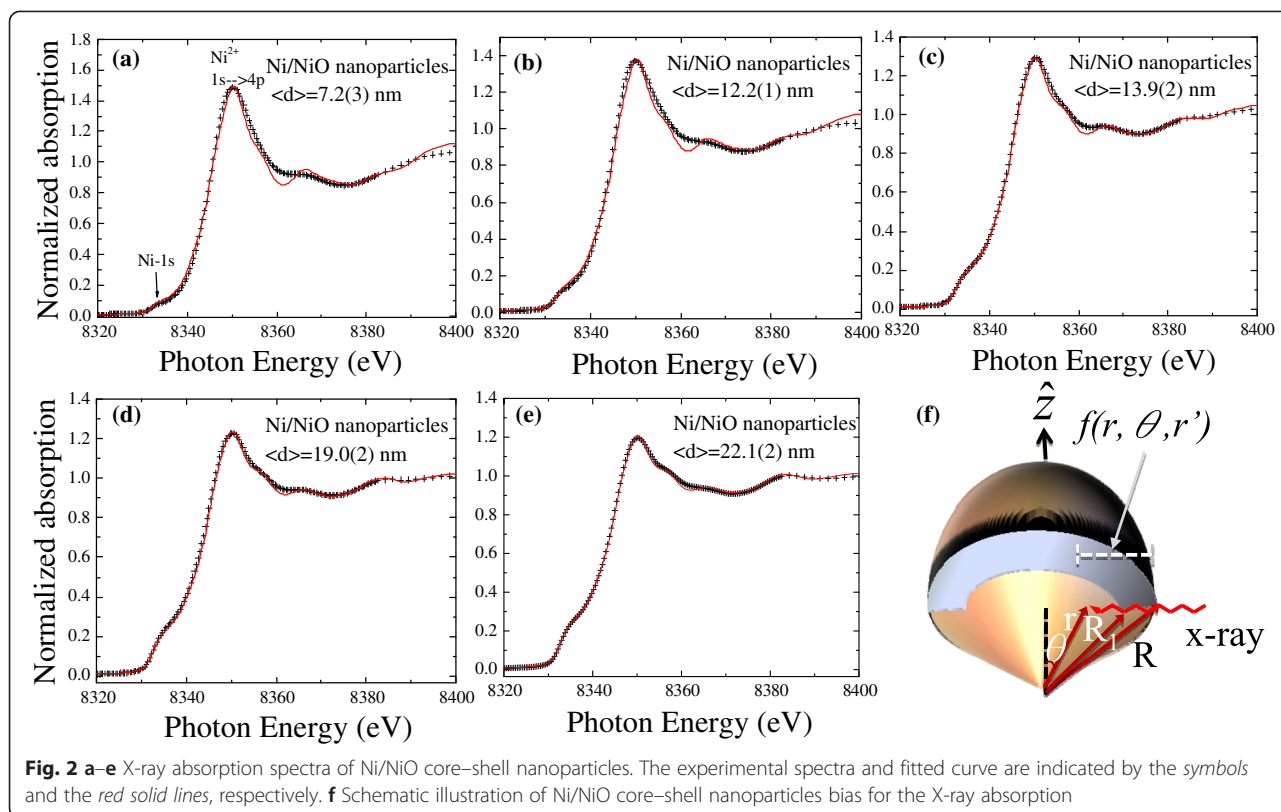 (a)
Ni2+
1s-->4p
Ni/NiO nanoparticles
<d>=7.2(3) nm
Ni-1s
1.8
1.6
1.4
1.2
1.0
0.8
0.6
0.4
0.2
0.0
8320 8340 8360 8380 8400
Normalized absorption
Photon Energy (eV)
(b)
Ni/NiO nanoparticles
<d>=12.2(1) nm
1.4
1.2
1.0
0.8
0.6
0.4
0.2
0.0
8320 8340 8360 8380 8400
Photon Energy (eV)
(c)
Ni/NiO nanoparticles
<d>=13.9(2) nm
1.4
1.2
1.0
0.8
0.6
0.4
0.2
0.0
8320 8340 8360 8380 8400
Photon Energy (eV)
(d)
Ni/NiO nanoparticles
<d>=19.0(2) nm
1.4
1.2
1.0
0.8
0.6
0.4
0.2
0.0
8320 8340 8360 8380 8400
Normalized absorption
Photon Energy (eV)
(e)
Ni/NiO nanoparticles
<d>=22.1(2) nm
1.4
1.2
1.0
0.8
0.6
0.4
0.2
0.0
8320 8340 8360 8380 8400
Photon Energy (eV)
(f)
ẑ
f(r, θ,r’)
r
R1
θ
R
x-ray
Fig. 2 a–e X-ray absorption spectra of Ni/NiO core–shell nanoparticles. The experimental spectra and fitted curve are indicated by the symbols
and the red solid lines, respectively. f Schematic illustration of Ni/NiO core–shell nanoparticles bias for the X-ray absorption